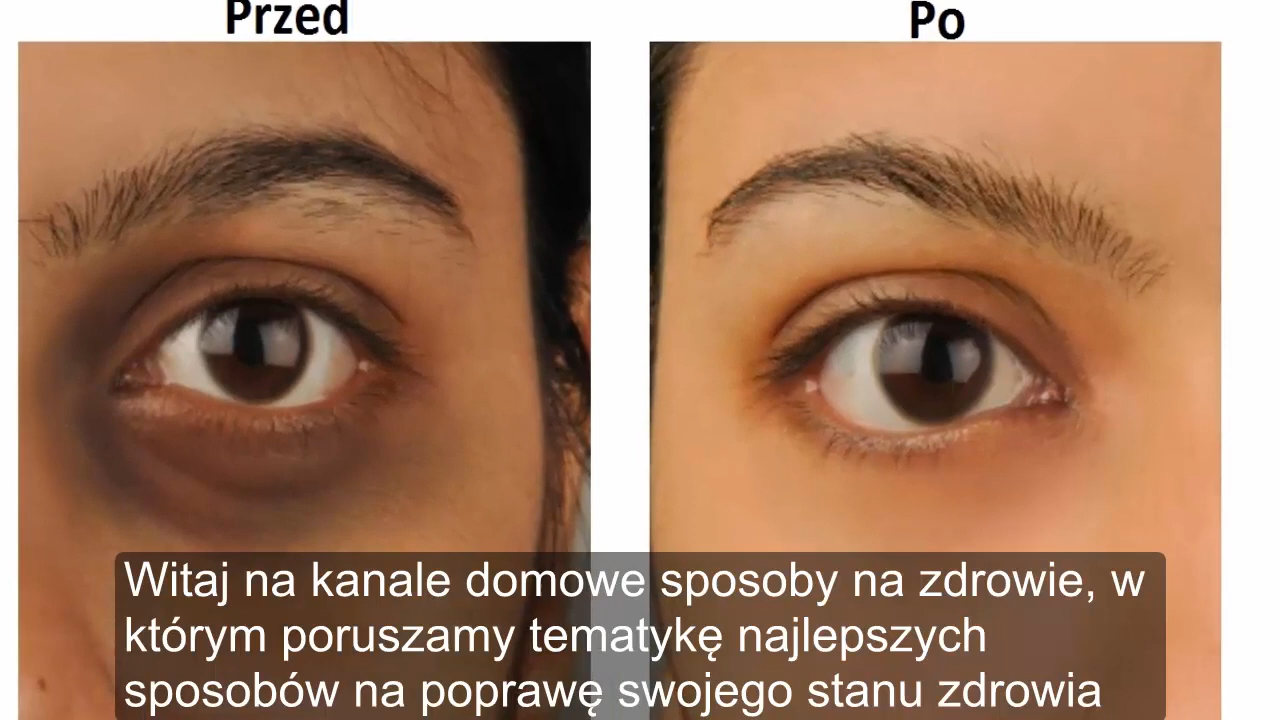 Przed
Po
Witaj na kanale domowe sposoby na zdrowie, w
którym poruszamy tematykę najlepszych
sposobów na poprawę swojego stanu zdrowia